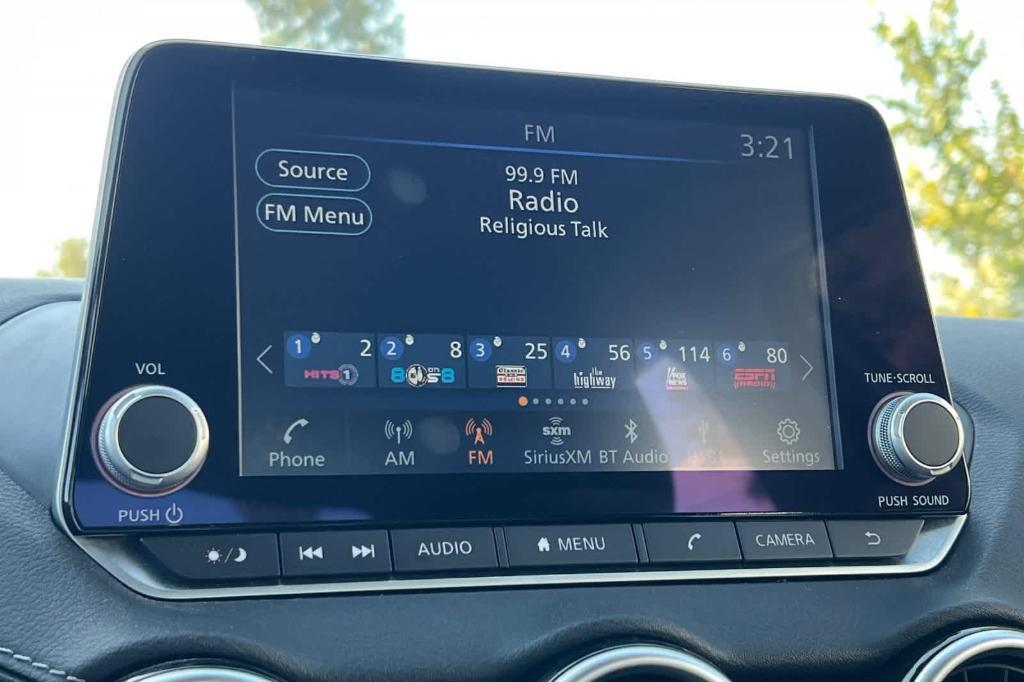 FM
3:21
Source
99.9 FM
Radio
FM Menu
Religious Talk
1 2 2 8 3 25 4 56 5 114 6 80
HITS 1
80s on 8
Classic
the highway
FOX NEWS
ESPN RADIO
VOL
TUNE·SCROLL
sxm
Phone AM FM SiriusXM BT Audio Settings
PUSH
PUSH SOUND
AUDIO MENU CAMERA